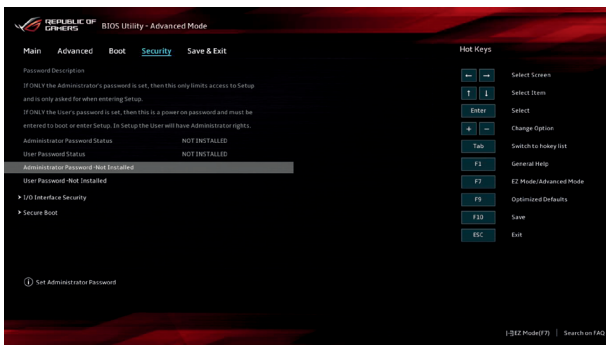 REPUBLIC OF
GAMERS
BIOS Utility - Advanced Mode
Main Advanced Boot Security Save & Exit
Password Description
If ONLY the Administrator's password is set, then this only limits access to Setup
and is only asked for when entering Setup.
If ONLY the User's password is set, then this is a power on password and must be
entered to boot or enter Setup. In Setup the User will have Administrator rights.
Administrator Password Status NOT INSTALLED
User Password Status NOT INSTALLED
Administrator Password -Not Installed
User Password -Not Installed
> I/O Interface Security
> Secure Boot
Set Administrator Password
Hot Keys
← → Select Screen
↑ ↓ Select Item
Enter Select
+ − Change Option
Tab Switch to hokey list
F1 General Help
F7 EZ Mode/Advanced Mode
F9 Optimized Defaults
F10 Save
ESC Exit
EZ Mode(F7) | Search on FAQ